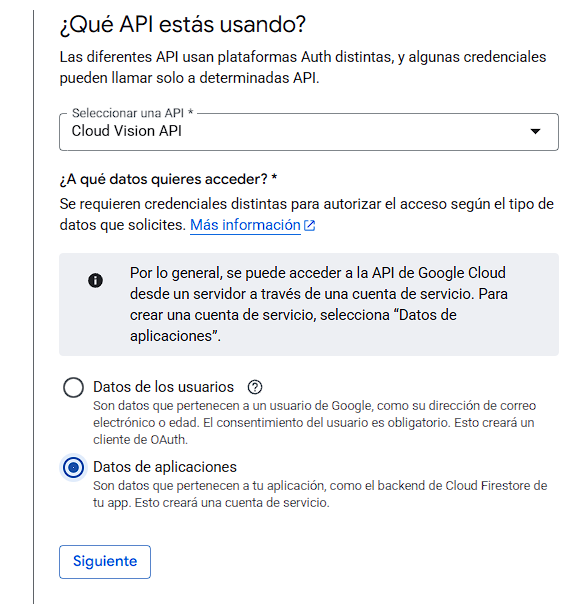 ¿Qué API estás usando?
Las diferentes API usan plataformas Auth distintas, y algunas credenciales
pueden llamar solo a determinadas API.
Seleccionar una API *
Cloud Vision API
¿A qué datos quieres acceder? *
Se requieren credenciales distintas para autorizar el acceso según el tipo de
datos que solicites. Más información
Por lo general, se puede acceder a la API de Google Cloud
desde un servidor a través de una cuenta de servicio. Para
crear una cuenta de servicio, selecciona “Datos de
aplicaciones”.
Datos de los usuarios
Son datos que pertenecen a un usuario de Google, como su dirección de correo
electrónico o edad. El consentimiento del usuario es obligatorio. Esto creará un
cliente de OAuth.
Datos de aplicaciones
Son datos que pertenecen a tu aplicación, como el backend de Cloud Firestore de
tu app. Esto creará una cuenta de servicio.
Siguiente